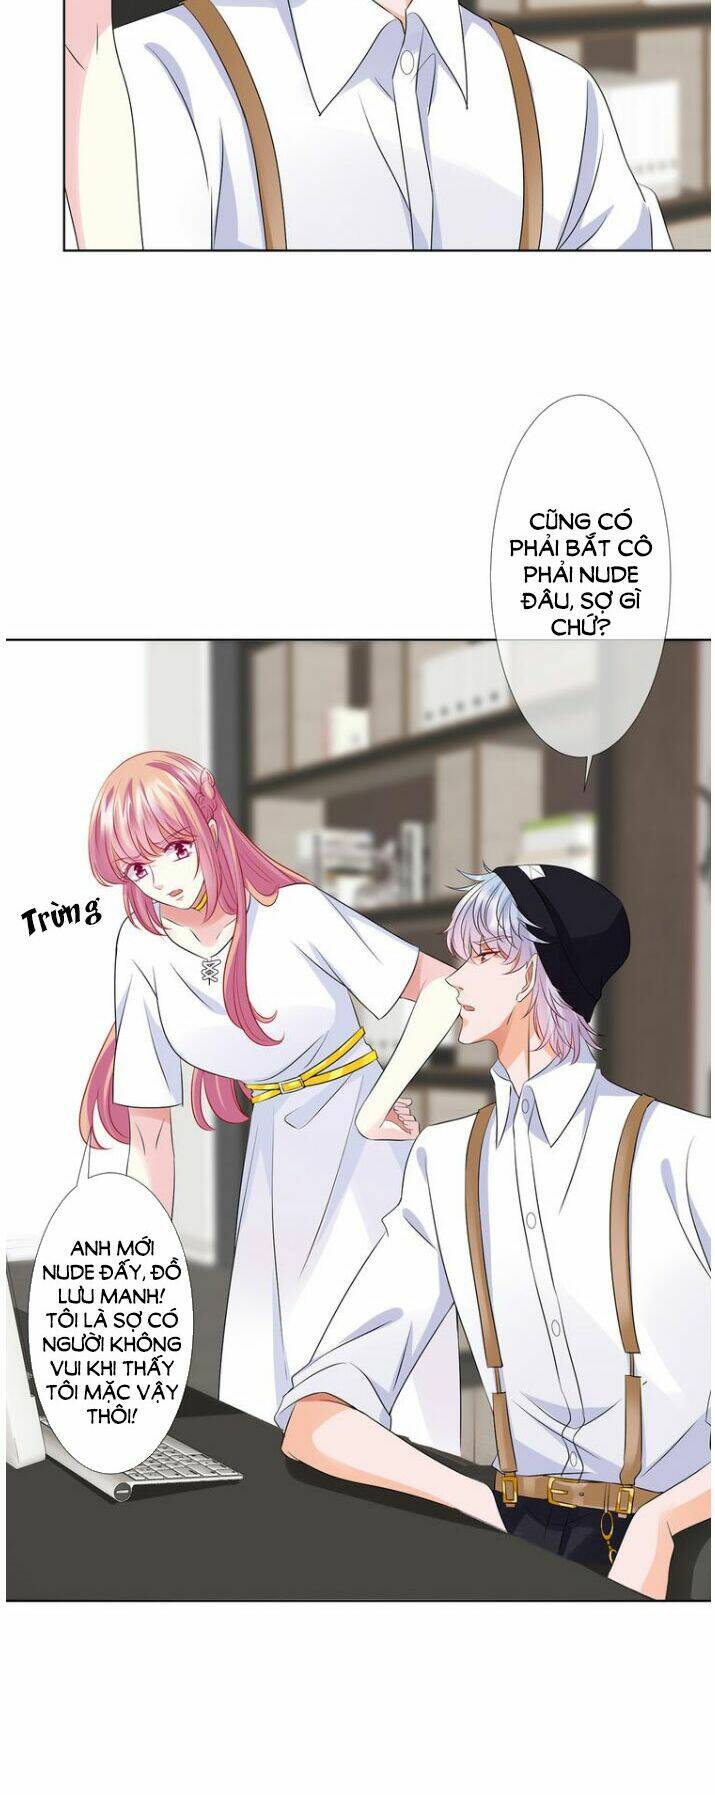 CŨNG CÓ
PHẢI BẮT CÔ
PHẢI NUDE
ĐÂU, SỢ GÌ
CHỨ?
Trừng
ANH MỚI
NUDE ĐẤY, ĐỒ
LƯU MANH!
TÔI LÀ SỢ CÓ
NGƯỜI KHÔNG
VUI KHI THẤY
TÔI MẶC VẬY
THÔI!